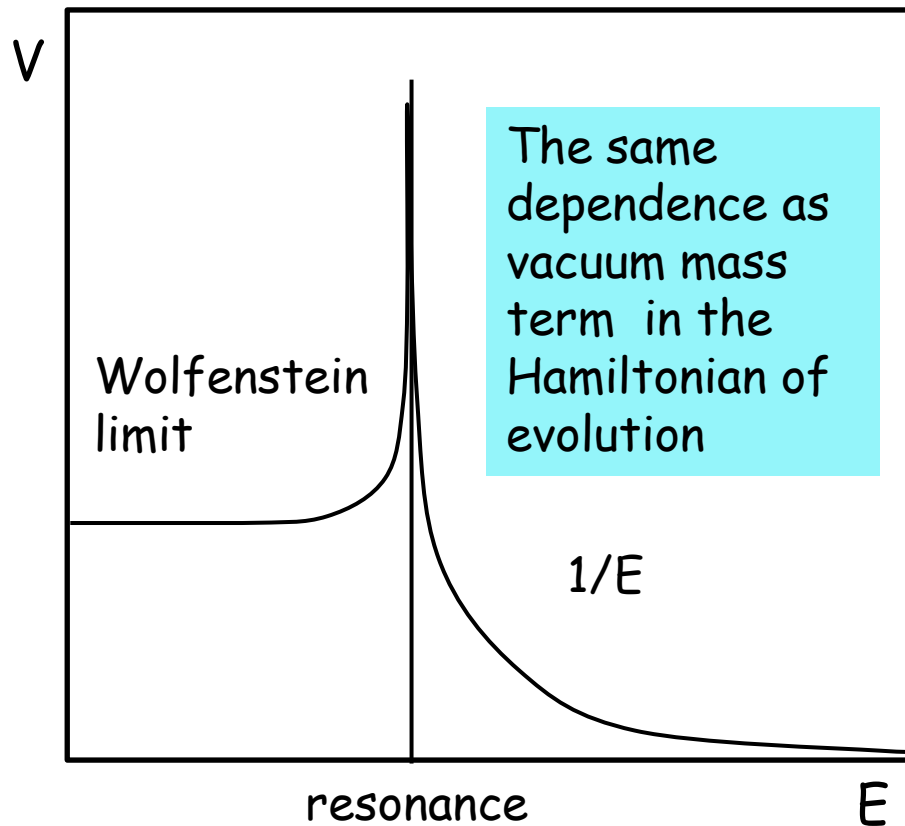 V
The same
dependence as
vacuum mass
term in the
Hamiltonian of
evolution
Wolfenstein
limit
1/E
resonance
E